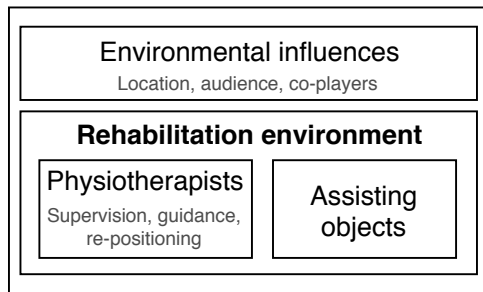 Environmental influences
Location, audience, co-players
Rehabilitation environment
Physiotherapists
Supervision, guidance,
re-positioning
Assisting
objects